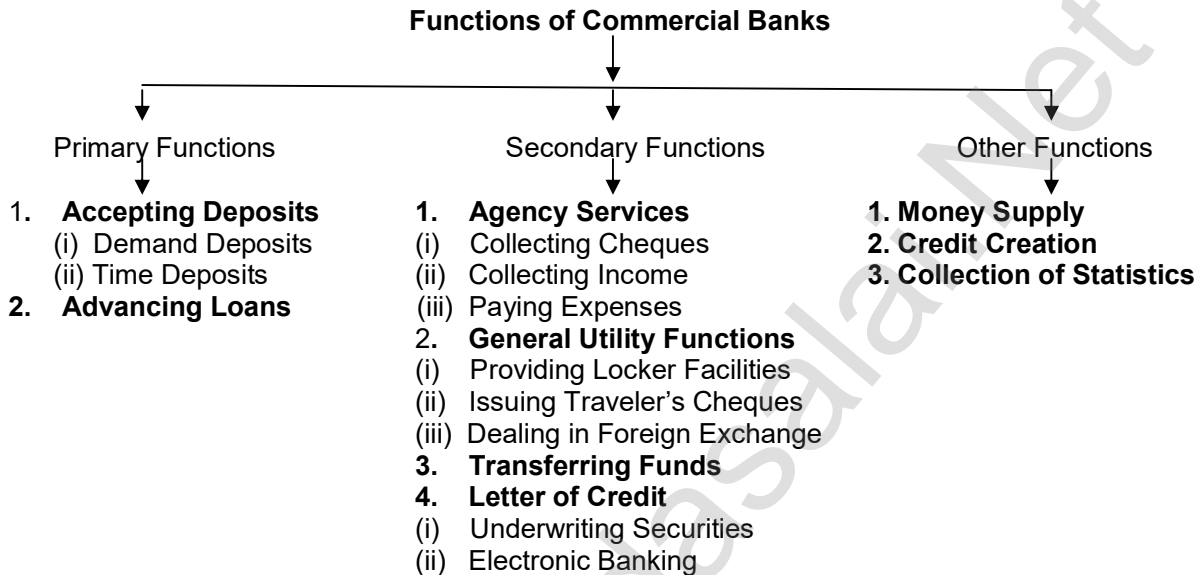 Functions of Commercial Banks
Primary Functions
1. Accepting Deposits
(i) Demand Deposits
(ii) Time Deposits
2. Advancing Loans
Secondary Functions
1. Agency Services
(i) Collecting Cheques
(ii) Collecting Income
(iii) Paying Expenses
2. General Utility Functions
(i) Providing Locker Facilities
(ii) Issuing Traveler’s Cheques
(iii) Dealing in Foreign Exchange
3. Transferring Funds
4. Letter of Credit
(i) Underwriting Securities
(ii) Electronic Banking
Other Functions
1. Money Supply
2. Credit Creation
3. Collection of Statistics